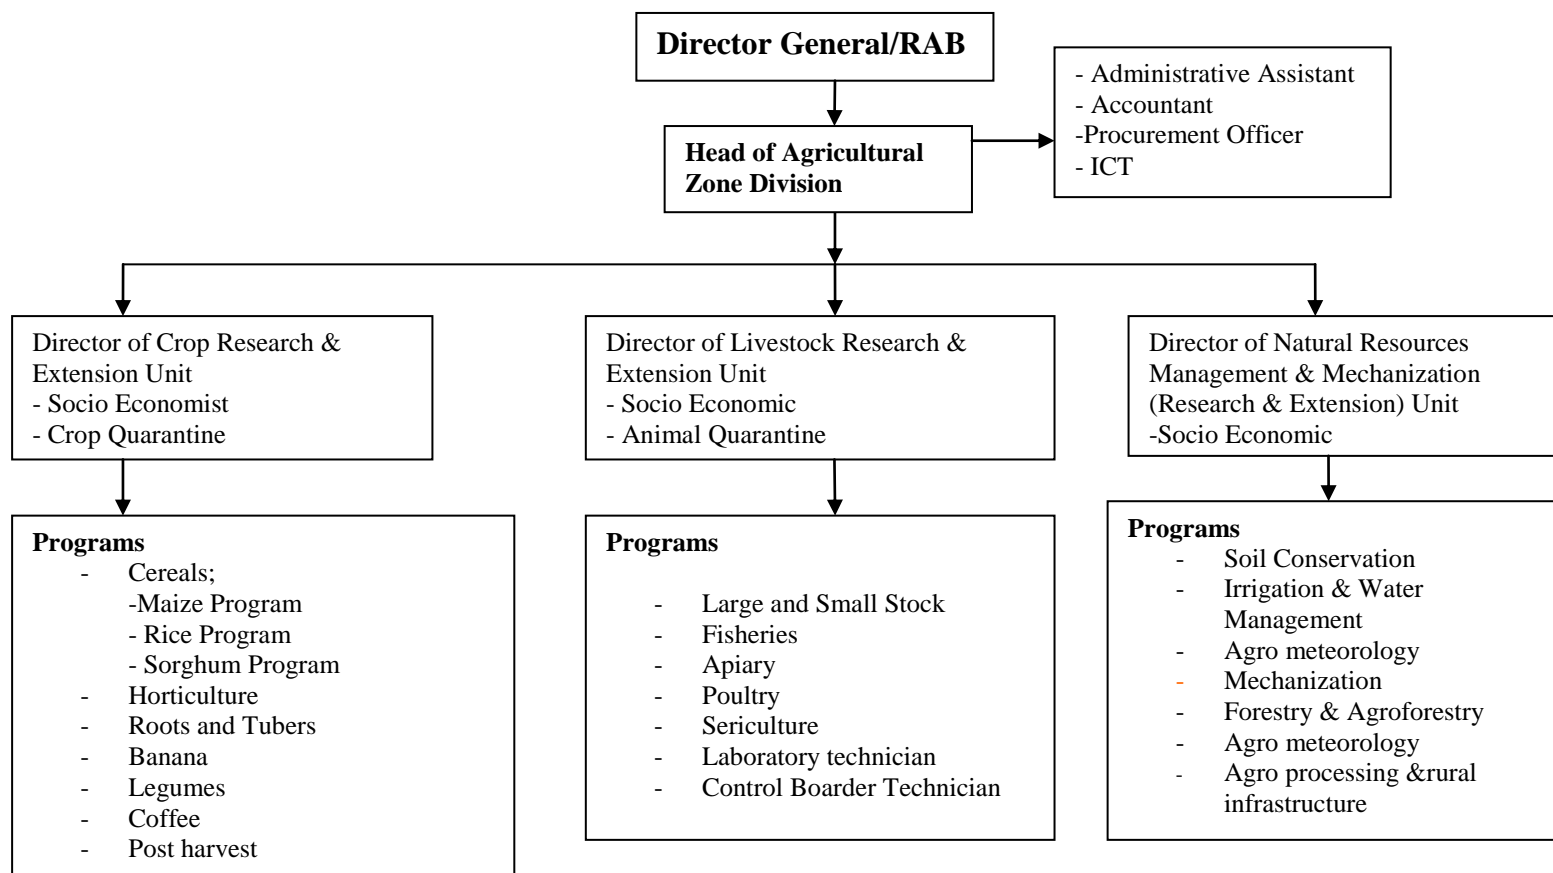 Director General/RAB
- Administrative Assistant
- Accountant
-Procurement Officer
- ICT
Head of Agricultural
Zone Division
Director of Crop Research &
Extension Unit
- Socio Economist
- Crop Quarantine
Director of Livestock Research &
Extension Unit
- Socio Economic
- Animal Quarantine
Director of Natural Resources
Management & Mechanization
(Research & Extension) Unit
-Socio Economic
Programs
- Cereals;
-Maize Program
- Rice Program
- Sorghum Program
- Horticulture
- Roots and Tubers
- Banana
- Legumes
- Coffee
- Post harvest
Programs
- Large and Small Stock
- Fisheries
- Apiary
- Poultry
- Sericulture
- Laboratory technician
- Control Boarder Technician
Programs
- Soil Conservation
- Irrigation & Water
Management
- Agro meteorology
- Mechanization
- Forestry & Agroforestry
- Agro meteorology
- Agro processing &rural
infrastructure